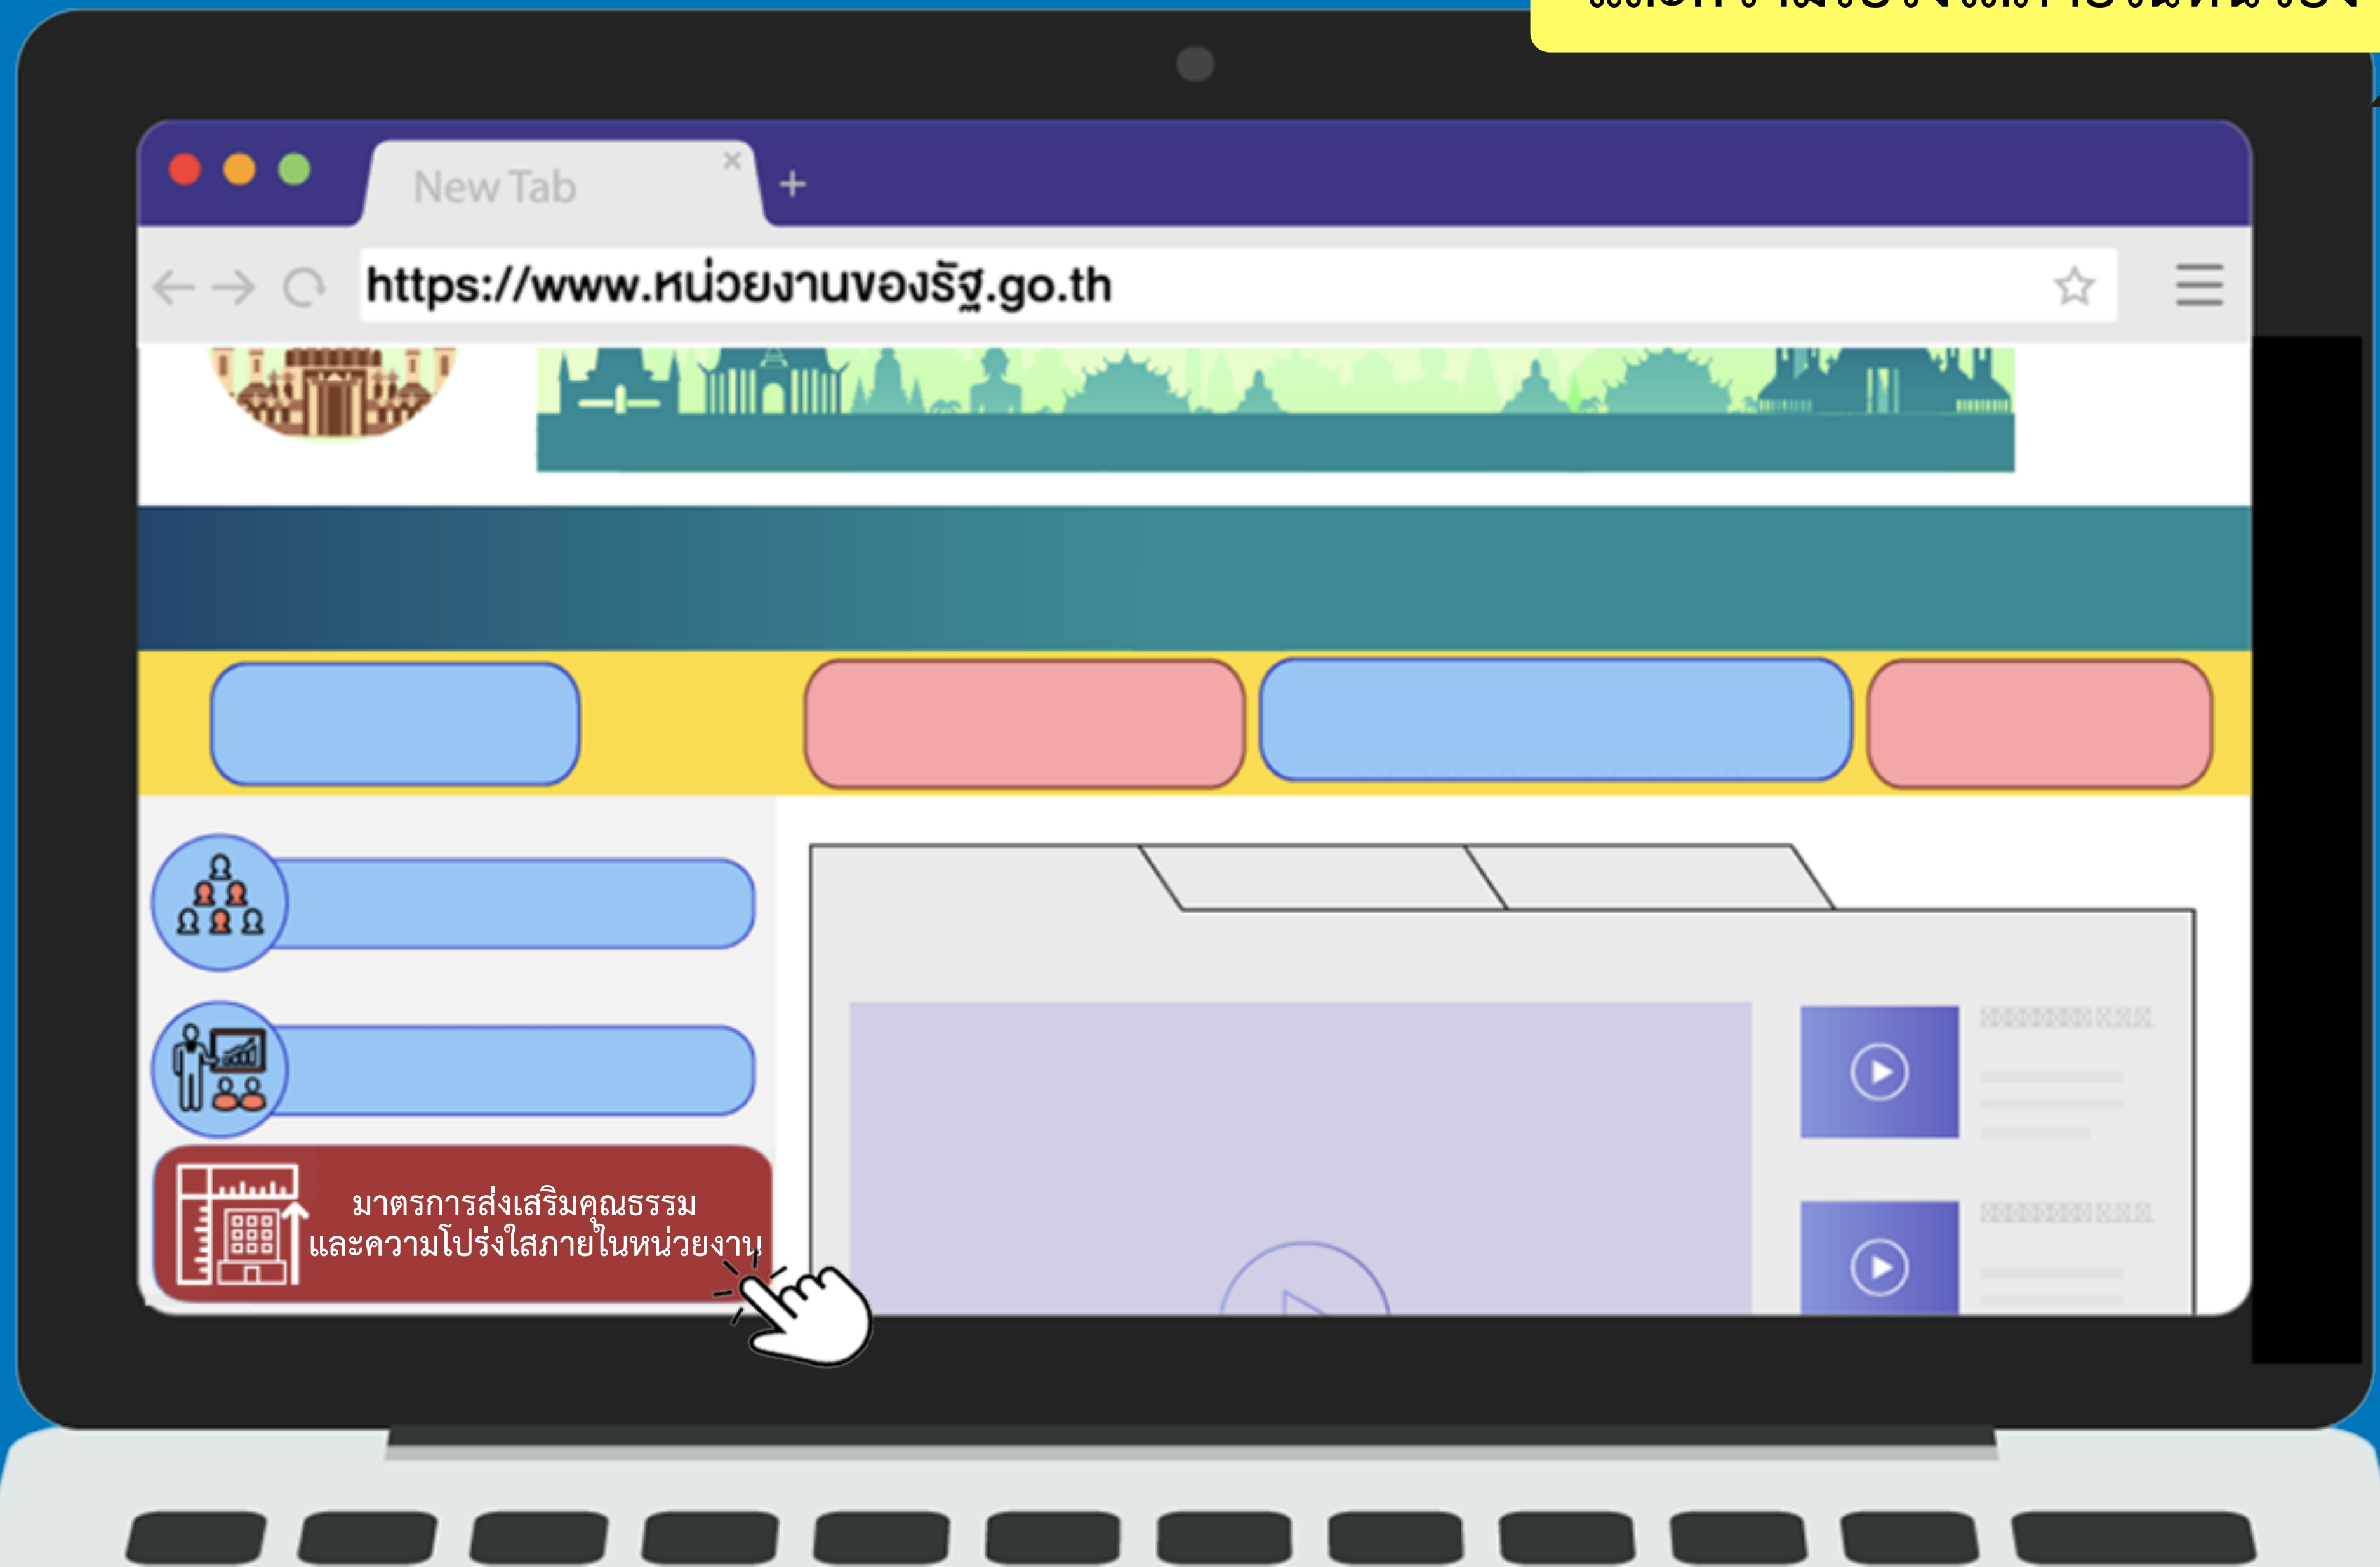 New Tab
https://www.หน่วยงานของรัฐ.go.th
มาตรการส่งเสริมคุณธรรม
และความโปร่งใสภายในหน่วยงาน